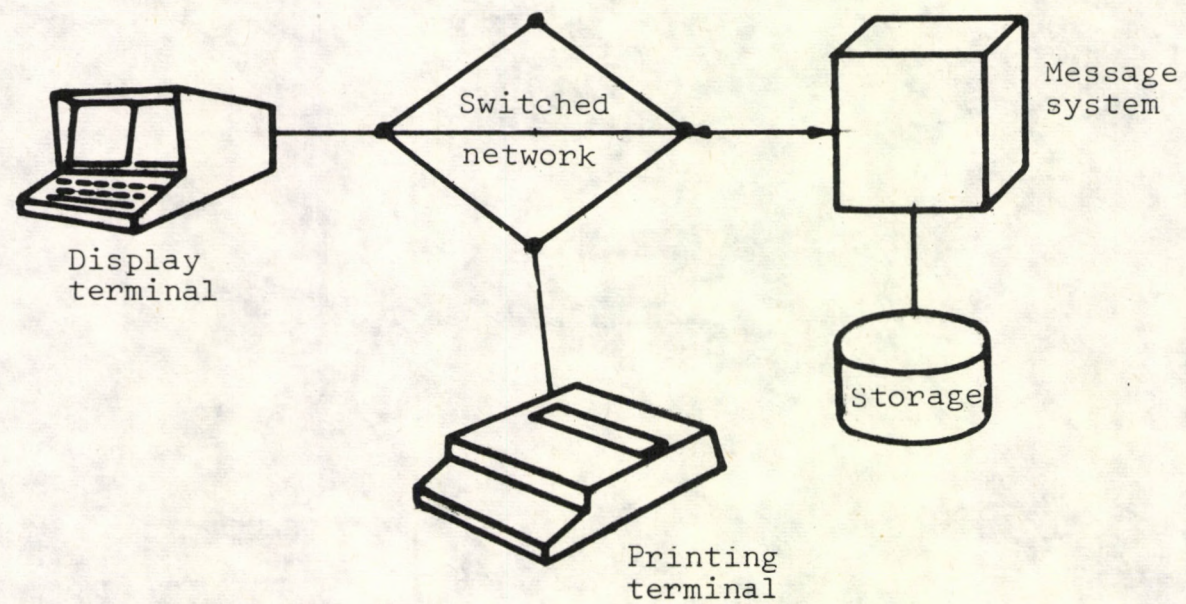 Switched
network
Message
system
Display
terminal
Storage
Printing
terminal